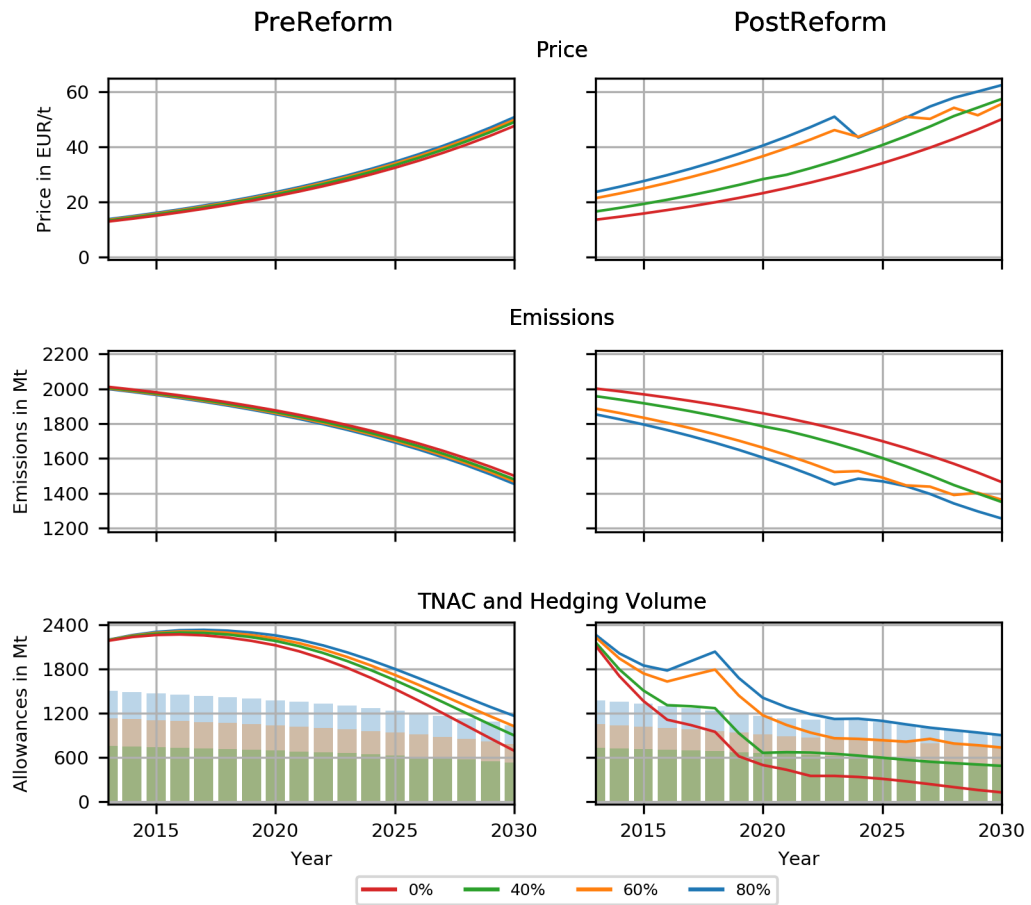 PreReform PostReform
Price
Price in EUR/t
60
40
20
0
Emissions
Emissions in Mt
2200
2000
1800
1600
1400
1200
TNAC and Hedging Volume
Allowances in Mt
2400
1800
1200
600
0
2015 2020 2025 2030 2015 2020 2025 2030
Year Year
0% 40% 60% 80%